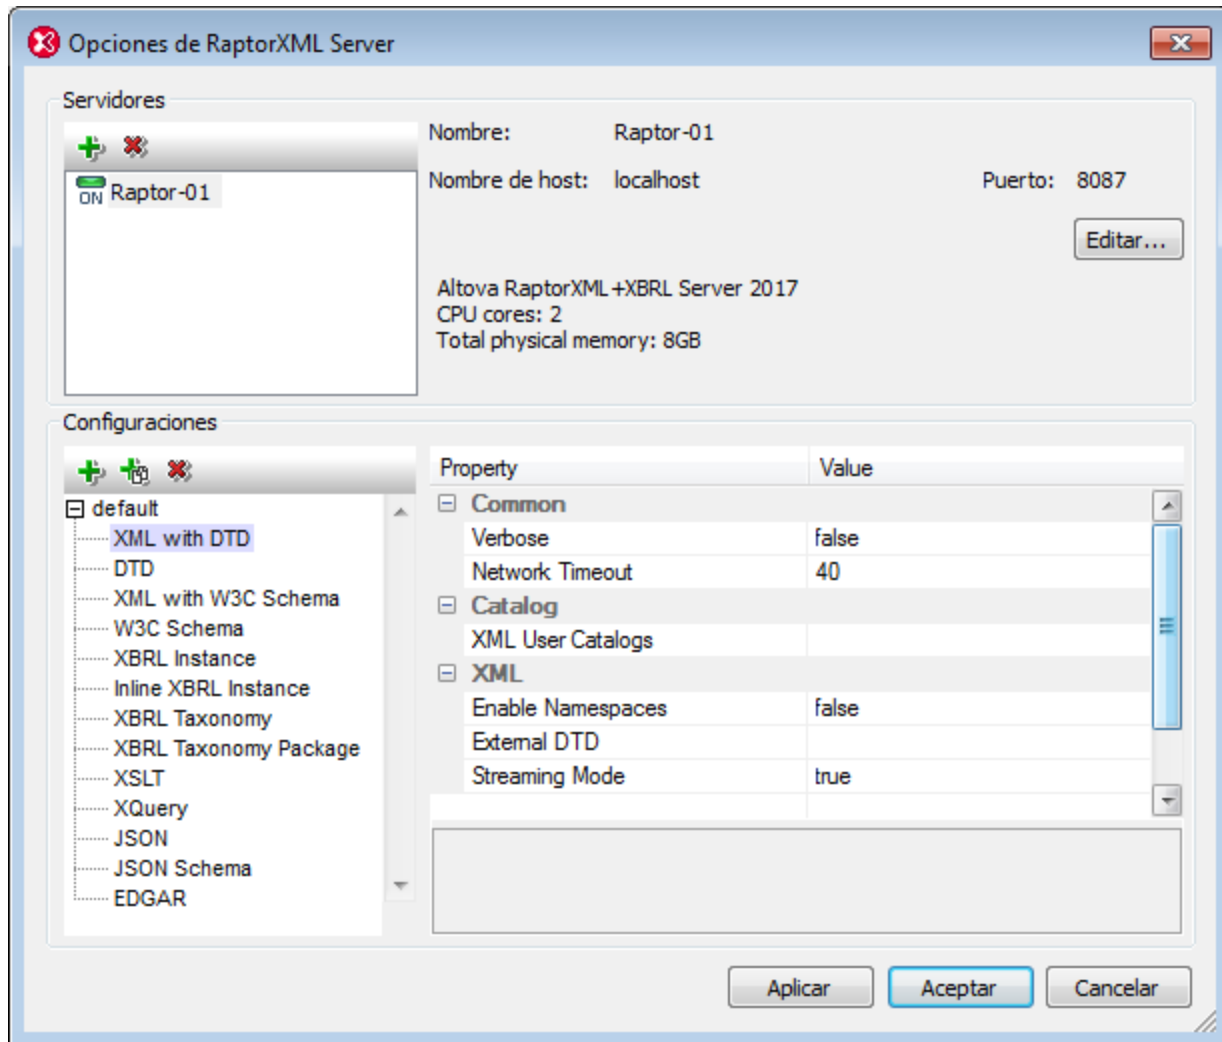 Opciones de RaptorXML Server
Servidores
ON Raptor-01
Nombre: Raptor-01
Nombre de host: localhost Puerto: 8087
Editar...
Altova RaptorXML+XBRL Server 2017
CPU cores: 2
Total physical memory: 8GB
Configuraciones
default
XML with DTD
DTD
XML with W3C Schema
W3C Schema
XBRL Instance
Inline XBRL Instance
XBRL Taxonomy
XBRL Taxonomy Package
XSLT
XQuery
JSON
JSON Schema
EDGAR
Property Value
Common
Verbose false
Network Timeout 40
Catalog
XML User Catalogs
XML
Enable Namespaces false
External DTD
Streaming Mode true
Aplicar Aceptar Cancelar